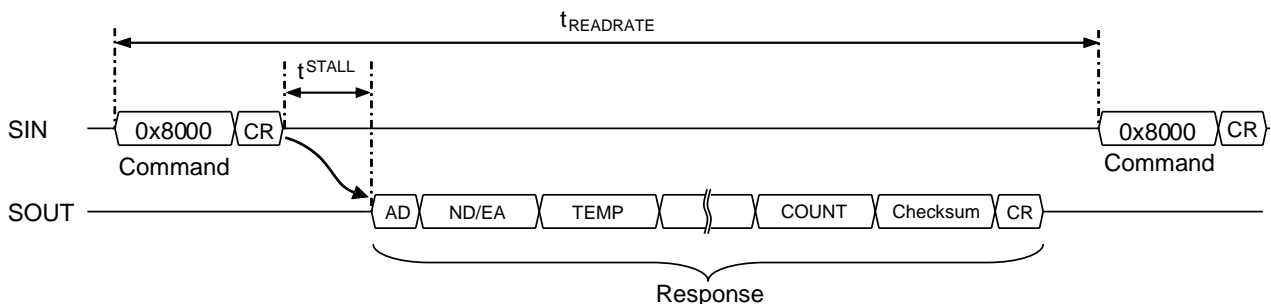 tREADRATE
tSTALL
SIN 0x8000 CR 0x8000 CR
Command Command
SOUT AD ND/EA TEMP COUNT Checksum CR
Response